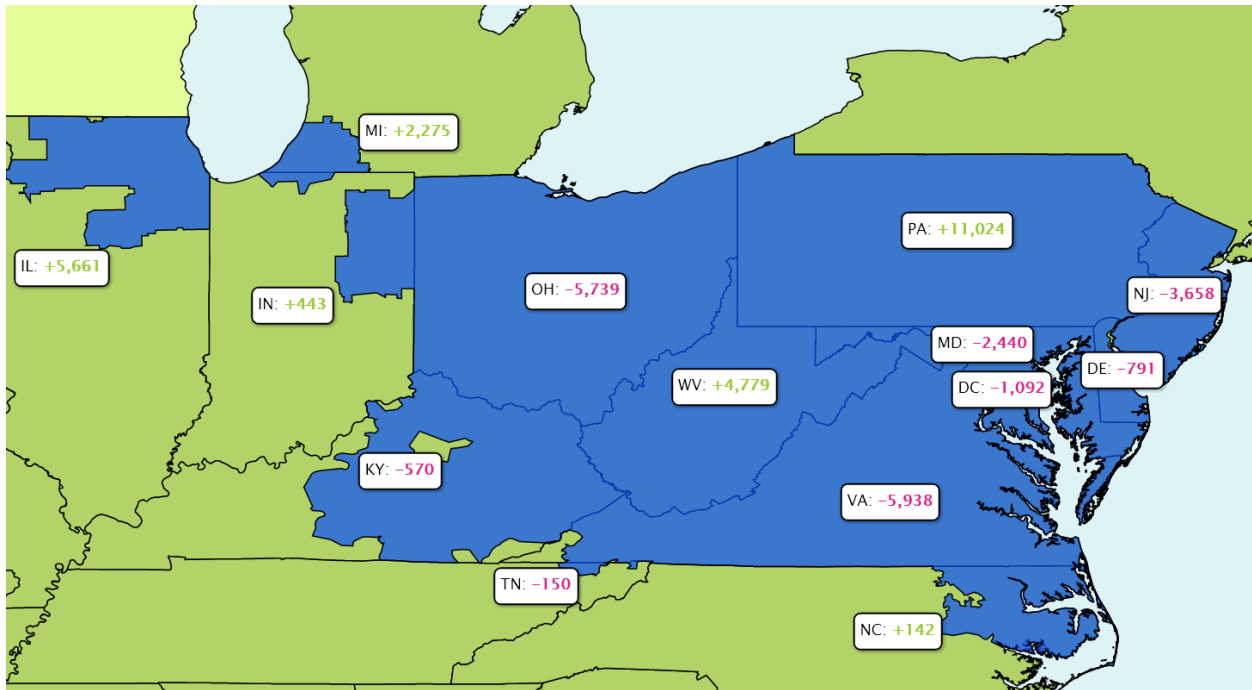 MI: +2,275
PA: +11,024
IL: +5,661
IN: +443
OH: −5,739
NJ: −3,658
MD: −2,440
DE: −791
WV: +4,779
DC: −1,092
KY: −570
VA: −5,938
TN: −150
NC: +142